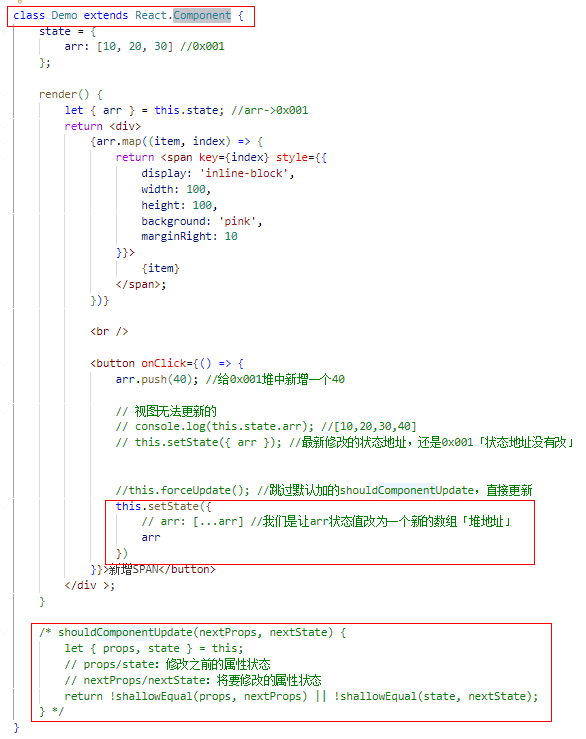 class Demo extends React.Component {
    state = {
        arr: [10, 20, 30] //0x001
    };
    render() {
        let { arr } = this.state; //arr->0x001
        return <div>
            {arr.map((item, index) => {
                return <span key={index} style={{
                    display: 'inline-block',
                    width: 100,
                    height: 100,
                    background: 'pink',
                    marginRight: 10
                }}>
                    {item}
                </span>;
            })}
            <br />
            <button onClick={() => {
                arr.push(40); //给0x001堆中新增一个40
                // 视图无法更新的
                // console.log(this.state.arr); //[10,20,30,40]
                // this.setState({ arr }); //最新修改的状态地址，还是0x001「状态地址没有改」
                //this.forceUpdate(); //跳过默认加的shouldComponentUpdate，直接更新
                this.setState({
                    // arr: [...arr] //我们是让arr状态值改为一个新的数组「堆地址」
                    arr
                })
            }}>新增SPAN</button>
        </div >;
    }
    /* shouldComponentUpdate(nextProps, nextState) {
        let { props, state } = this;
        // props/state：修改之前的属性状态
        // nextProps/nextState：将要修改的属性状态
        return !shallowEqual(props, nextProps) || !shallowEqual(state, nextState);
    } */
}